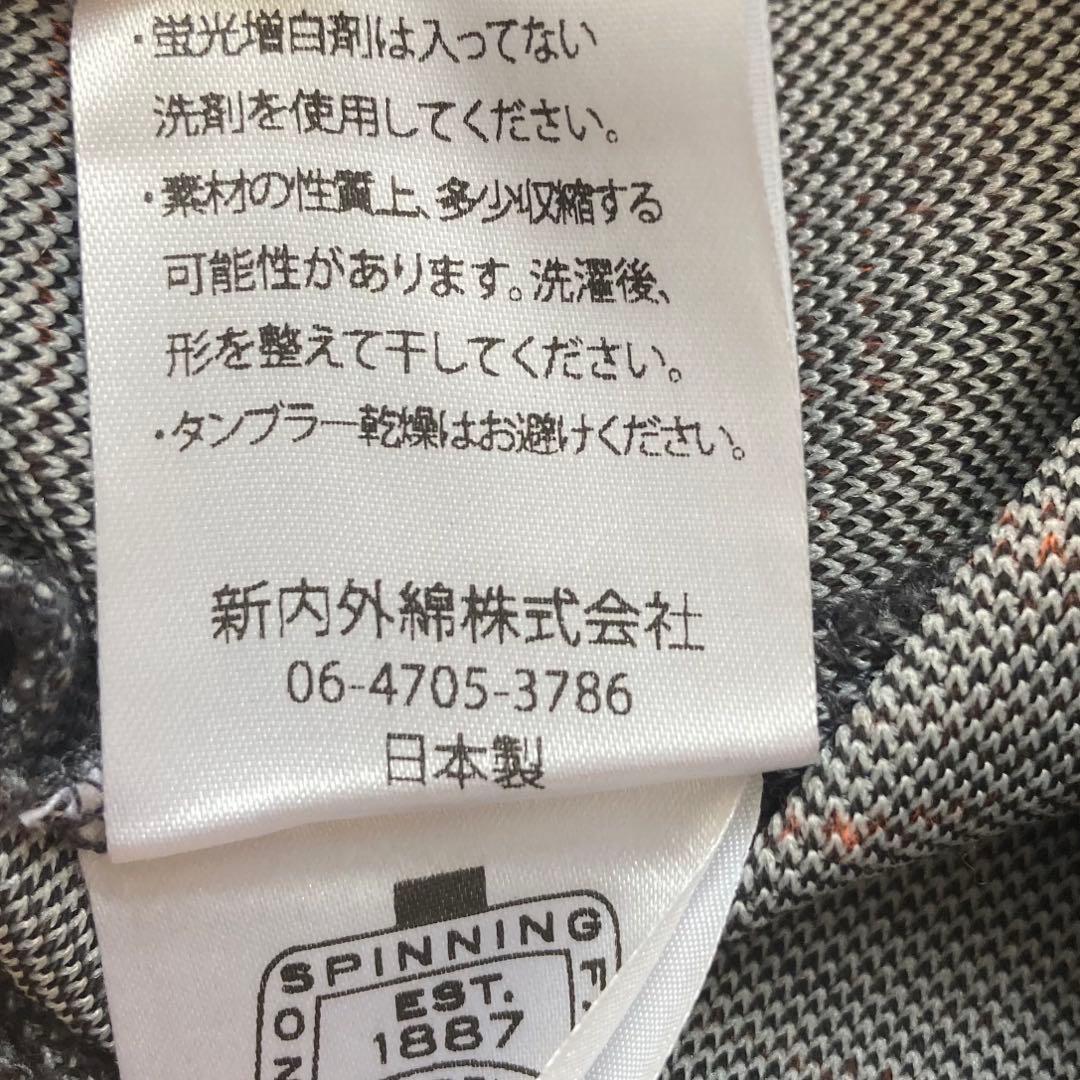 ・蛍光増白剤は入ってない
洗剤を使用してください。
・素材の性質上、多少収縮する
可能性があります。洗濯後、
形を整えて干してください。
・タンブラー乾燥はお避けください。
新内外綿株式会社
06-4705-3786
日本製
SPINNING
EST.
1887